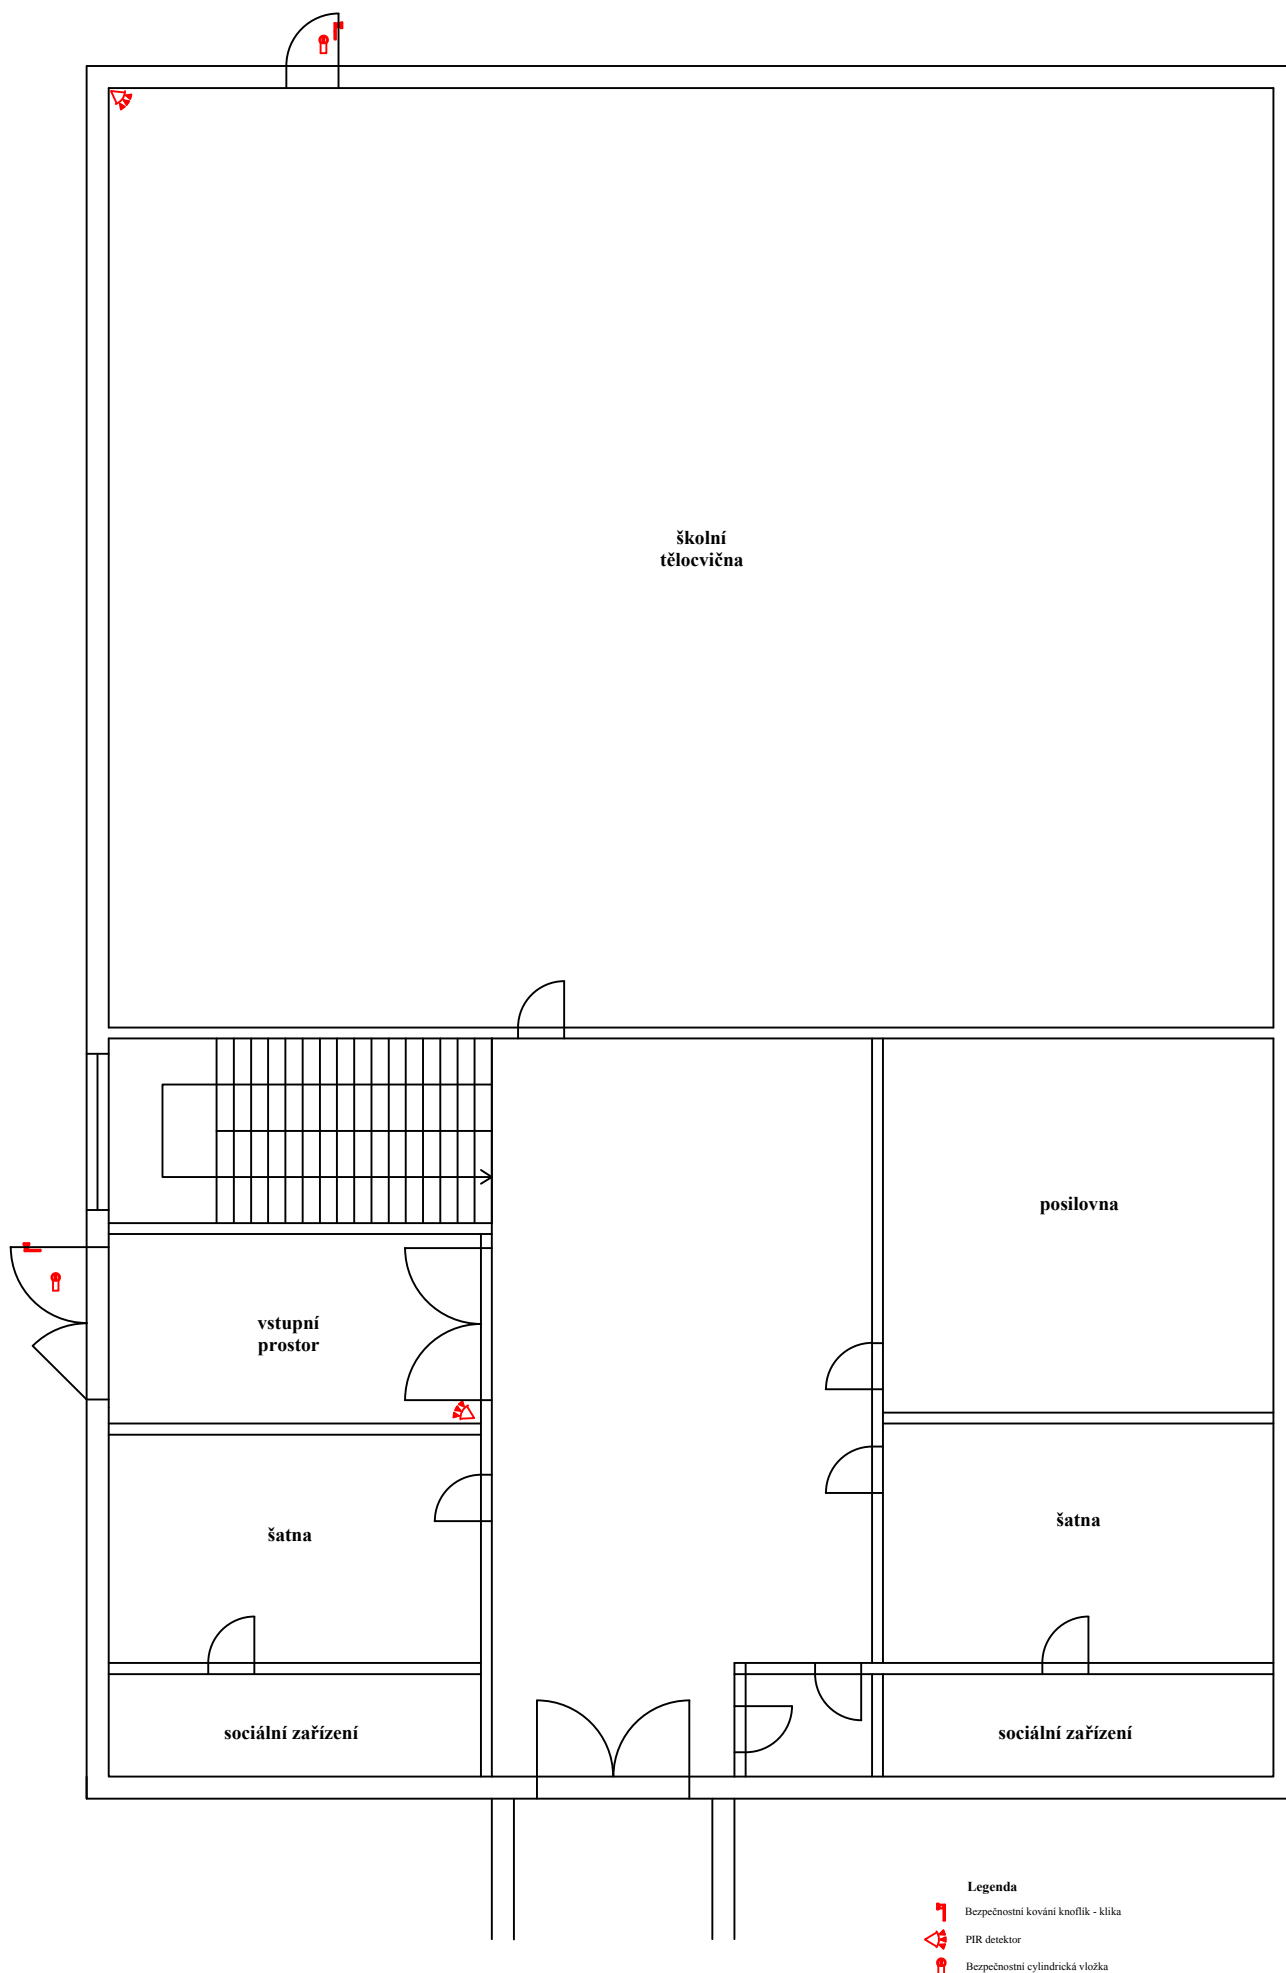 školní
tělocvična
posilovna
vstupní
prostor
šatna
šatna
sociální zařízení
sociální zařízení
Legenda
Bezpečnostní kování knoflík - klika
PIR detektor
Bezpečnostní cylindrická vložka